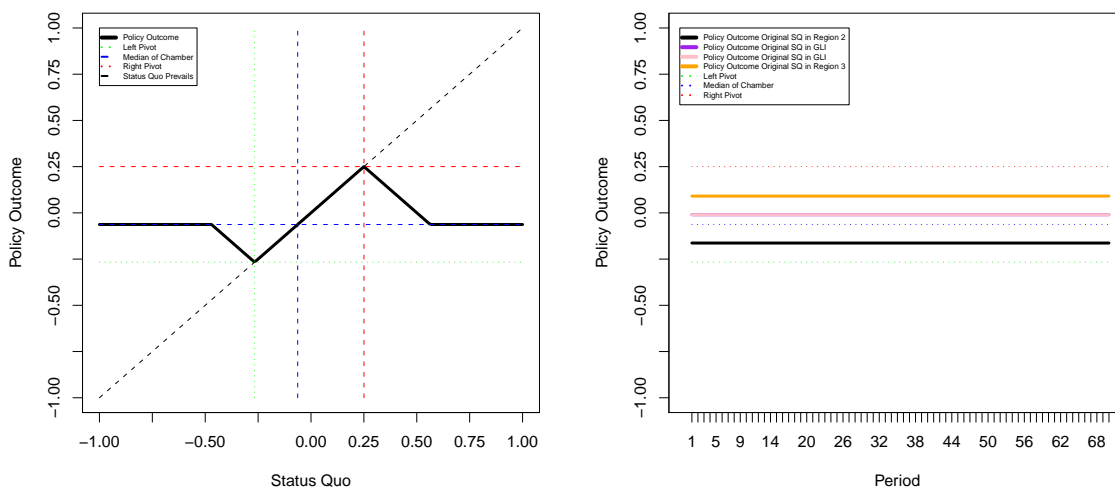 Policy Outcome
1.00
0.75
0.50
0.25
0.00
−0.50
−1.00
Policy Outcome
Left Pivot
Median of Chamber
Right Pivot
Status Quo Prevails
−1.00
−0.50
0.00
0.25
0.50
0.75
1.00
Status Quo
Policy Outcome
1.00
0.75
0.50
0.25
0.00
−0.50
−1.00
Policy Outcome Original SQ in Region 2
Policy Outcome Original SQ in GLI
Policy Outcome Original SQ in GLI
Policy Outcome Original SQ in Region 3
Left Pivot
Median of Chamber
Right Pivot
1 5 9 14 20 26 32 38 44 50 56 62 68
Period